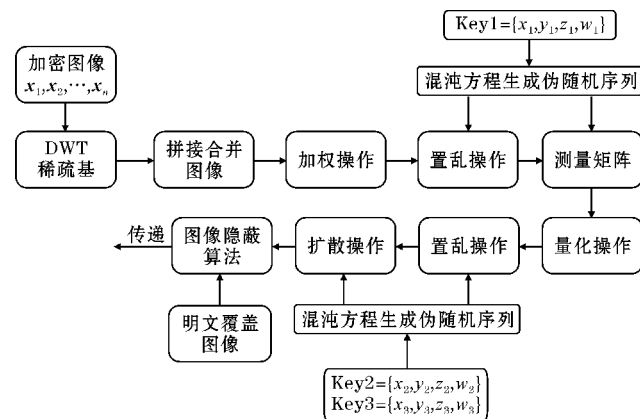 Key1={x₁,y₁,z₁,w₁}
加密图像
x₁,x₂,…,xₙ
混沌方程生成伪随机序列
DWT
稀疏基
拼接合并
图像
加权操作
置乱操作
测量矩阵
传递
图像隐蔽
算法
扩散操作
置乱操作
量化操作
明文覆盖
图像
混沌方程生成伪随机序列
Key2={x₂,y₂,z₂,w₂}
Key3={x₃,y₃,z₃,w₃}